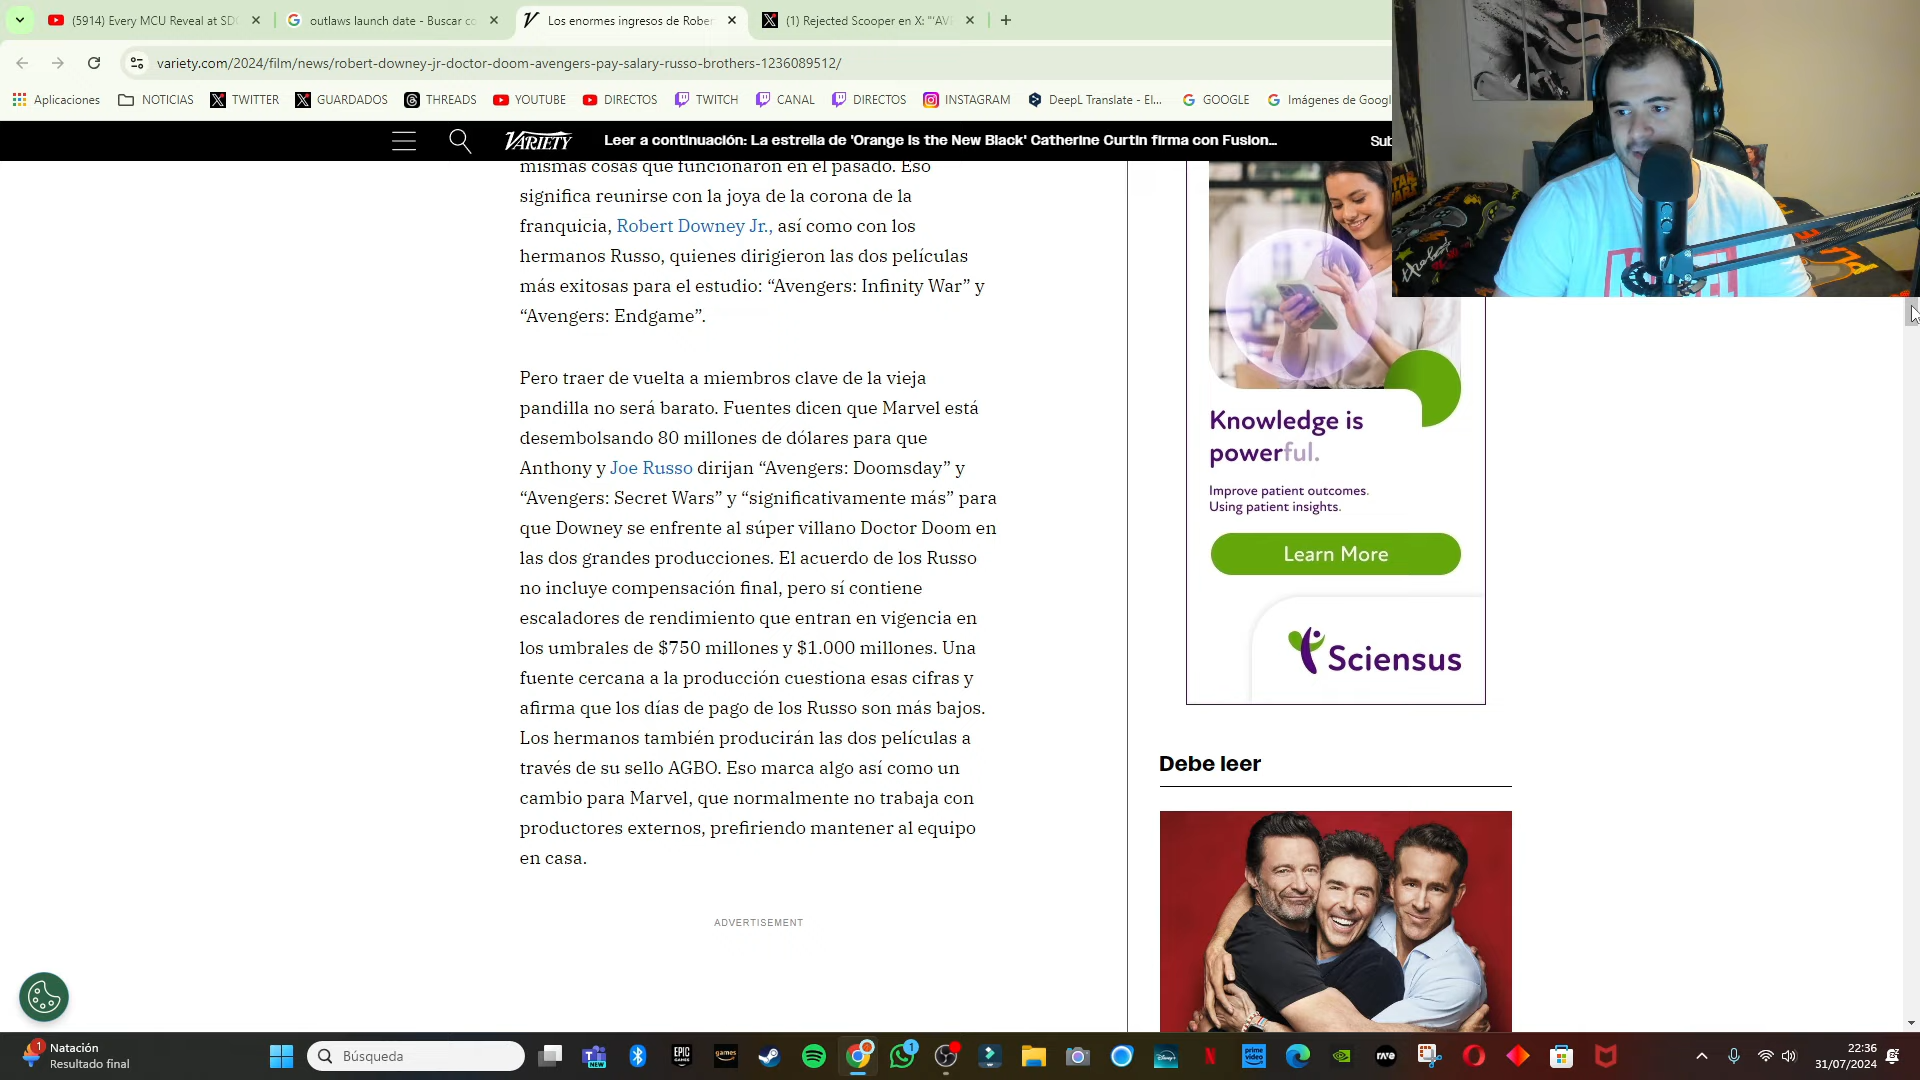 (5914) Every MCU Reveal at SD
outlaws launch date - Buscar co
Los enormes ingresos de Rober
(1) Rejected Scooper en X: "'AV
variety.com/2024/film/news/robert-downey-jr-doctor-doom-avengers-pay-salary-russo-brothers-1236089512/
Aplicaciones
NOTICIAS
TWITTER
GUARDADOS
THREADS
YOUTUBE
DIRECTOS
TWITCH
CANAL
DIRECTOS
INSTAGRAM
DeepL Translate - El...
GOOGLE
Imágenes de Googl
VARIETY
Leer a continuación: La estrella de 'Orange Is the New Black' Catherine Curtin firma con Fusion...
Sub
mismas cosas que funcionaron en el pasado. Eso
significa reunirse con la joya de la corona de la
franquicia, Robert Downey Jr., así como con los
hermanos Russo, quienes dirigieron las dos películas
más exitosas para el estudio: “Avengers: Infinity War” y
“Avengers: Endgame”.
Pero traer de vuelta a miembros clave de la vieja
pandilla no será barato. Fuentes dicen que Marvel está
desembolsando 80 millones de dólares para que
Anthony y Joe Russo dirijan “Avengers: Doomsday” y
“Avengers: Secret Wars” y “significativamente más” para
que Downey se enfrente al súper villano Doctor Doom en
las dos grandes producciones. El acuerdo de los Russo
no incluye compensación final, pero sí contiene
escaladores de rendimiento que entran en vigencia en
los umbrales de $750 millones y $1.000 millones. Una
fuente cercana a la producción cuestiona esas cifras y
afirma que los días de pago de los Russo son más bajos.
Los hermanos también producirán las dos películas a
través de su sello AGBO. Eso marca algo así como un
cambio para Marvel, que normalmente no trabaja con
productores externos, prefiriendo mantener al equipo
en casa.
ADVERTISEMENT
Knowledge is
powerful.
Improve patient outcomes.
Using patient insights.
Learn More
Sciensus
Debe leer
1
Natación
Resultado final
Búsqueda
NEW
EPIC
GAMES
games
1
prime
video
22:36
31/07/2024